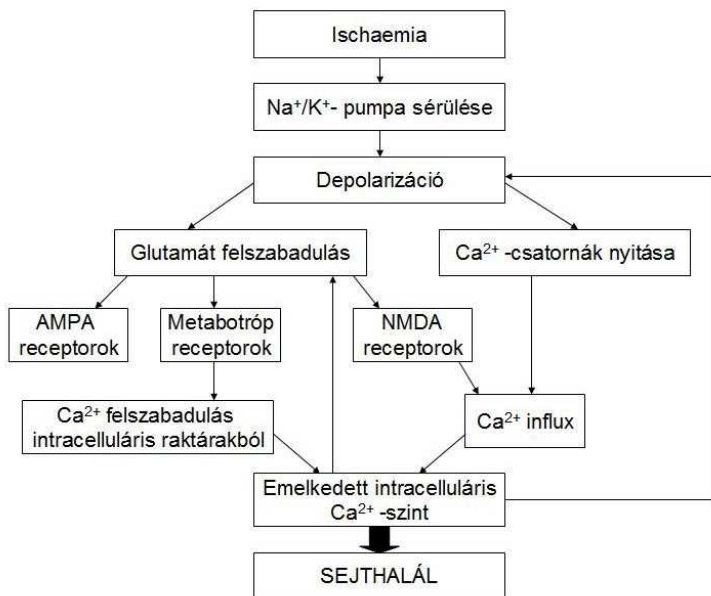 Ischaemia
Na⁺/K⁺- pumpa sérülése
Depolarizáció
Glutamát felszabadulás
Ca²⁺ -csatornák nyitása
AMPA
receptorok
Metabotróp
receptorok
NMDA
receptorok
Ca²⁺ felszabadulás
intracelluláris raktárakból
Ca²⁺ influx
Emelkedett intracelluláris
Ca²⁺ -szint
SEJTHALÁL